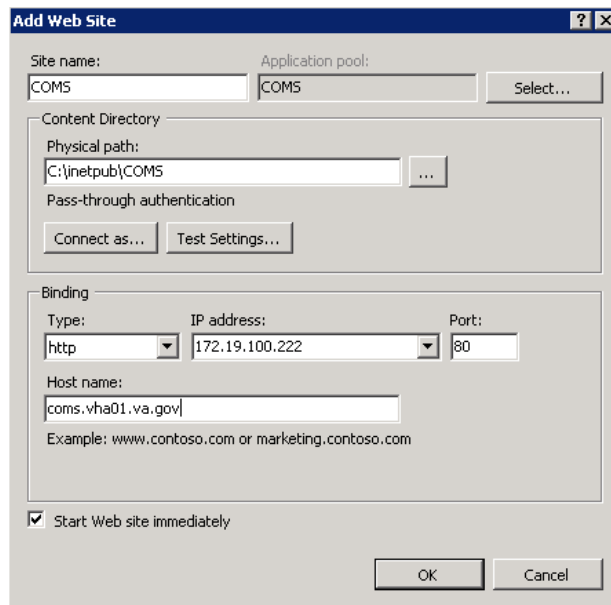 Add Web Site
Site name: Application pool:
COMS COMS Select...
Content Directory
Physical path:
C:\inetpub\COMS ...
Pass-through authentication
Connect as... Test Settings...
Binding
Type: IP address: Port:
http 172.19.100.222 80
Host name:
coms.vha01.va.gov
Example: www.contoso.com or marketing.contoso.com
Start Web site immediately
OK Cancel